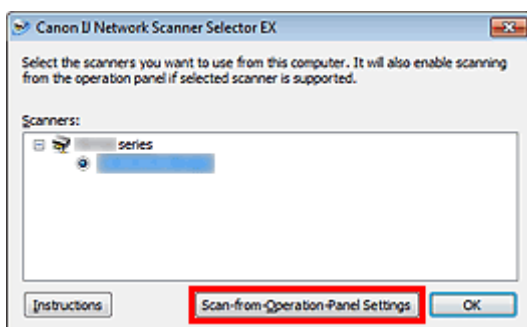 Canon IJ Network Scanner Selector EX
Select the scanners you want to use from this computer. It will also enable scanning
from the operation panel if selected scanner is supported.
Scanners:
series
Instructions
Scan-from-Operation-Panel Settings
OK